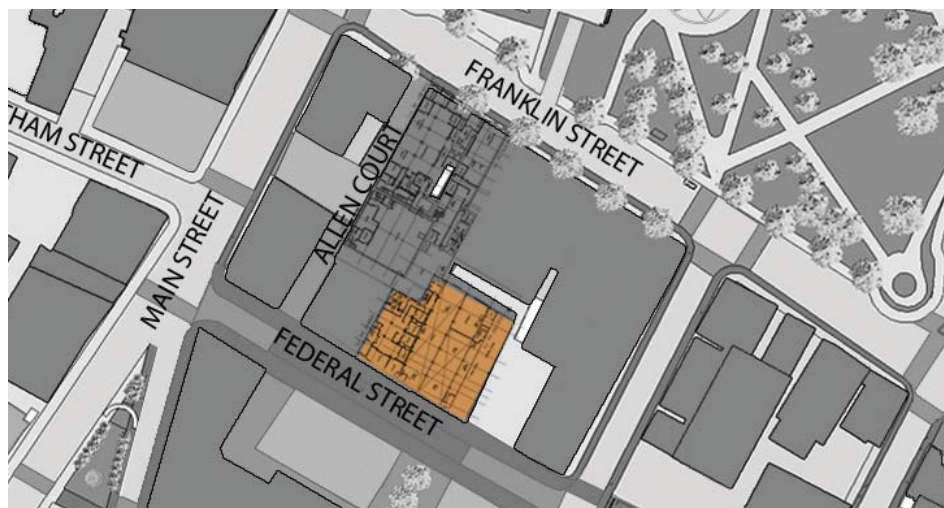 FRANKLIN STREET
HAM STREET
ALLEN COURT
MAIN STREET
FEDERAL STREET